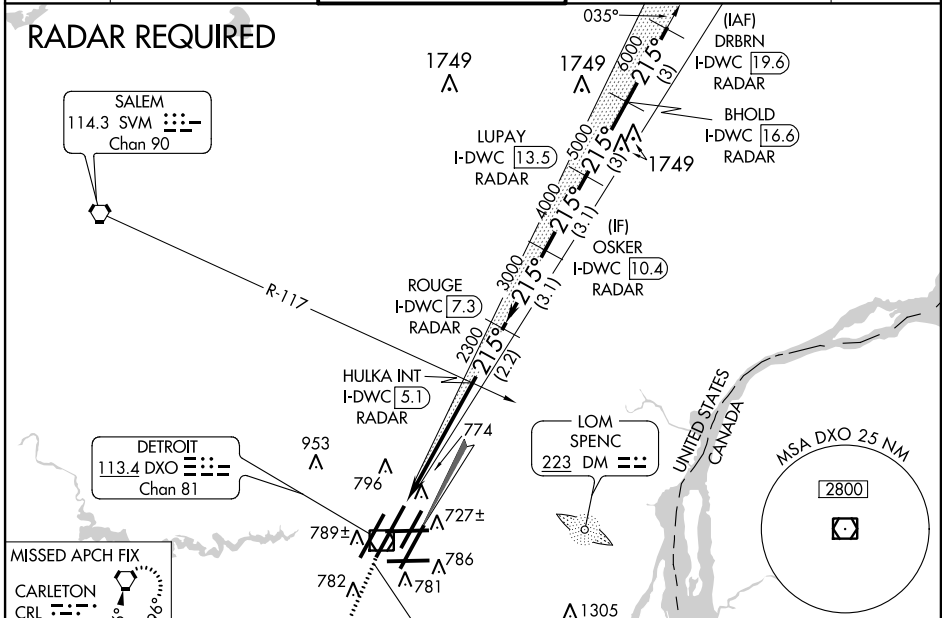 RADAR REQUIRED
035°
(IAF)
DRBRN
I-DWC 19.6
RADAR
6000
215°
(3)
1749
1749
BHOLD
I-DWC 16.6
RADAR
SALEM
114.3 SVM
Chan 90
LUPAY
I-DWC 13.5
RADAR
5000
215°
(3)
1749
4000
215°
(3.1)
(IF)
OSKER
I-DWC 10.4
RADAR
R-117
ROUGE
I-DWC 7.3
RADAR
3000
215°
(3.1)
2300
215°
(2.2)
HULKA INT
I-DWC 5.1
RADAR
UNITED STATES
CANADA
774
LOM
SPENC
223 DM
MSA DXO 25 NM
2800
DETROIT
113.4 DXO
Chan 81
953
796
789±
727±
786
782
781
1305
MISSED APCH FIX
CARLETON
CRL